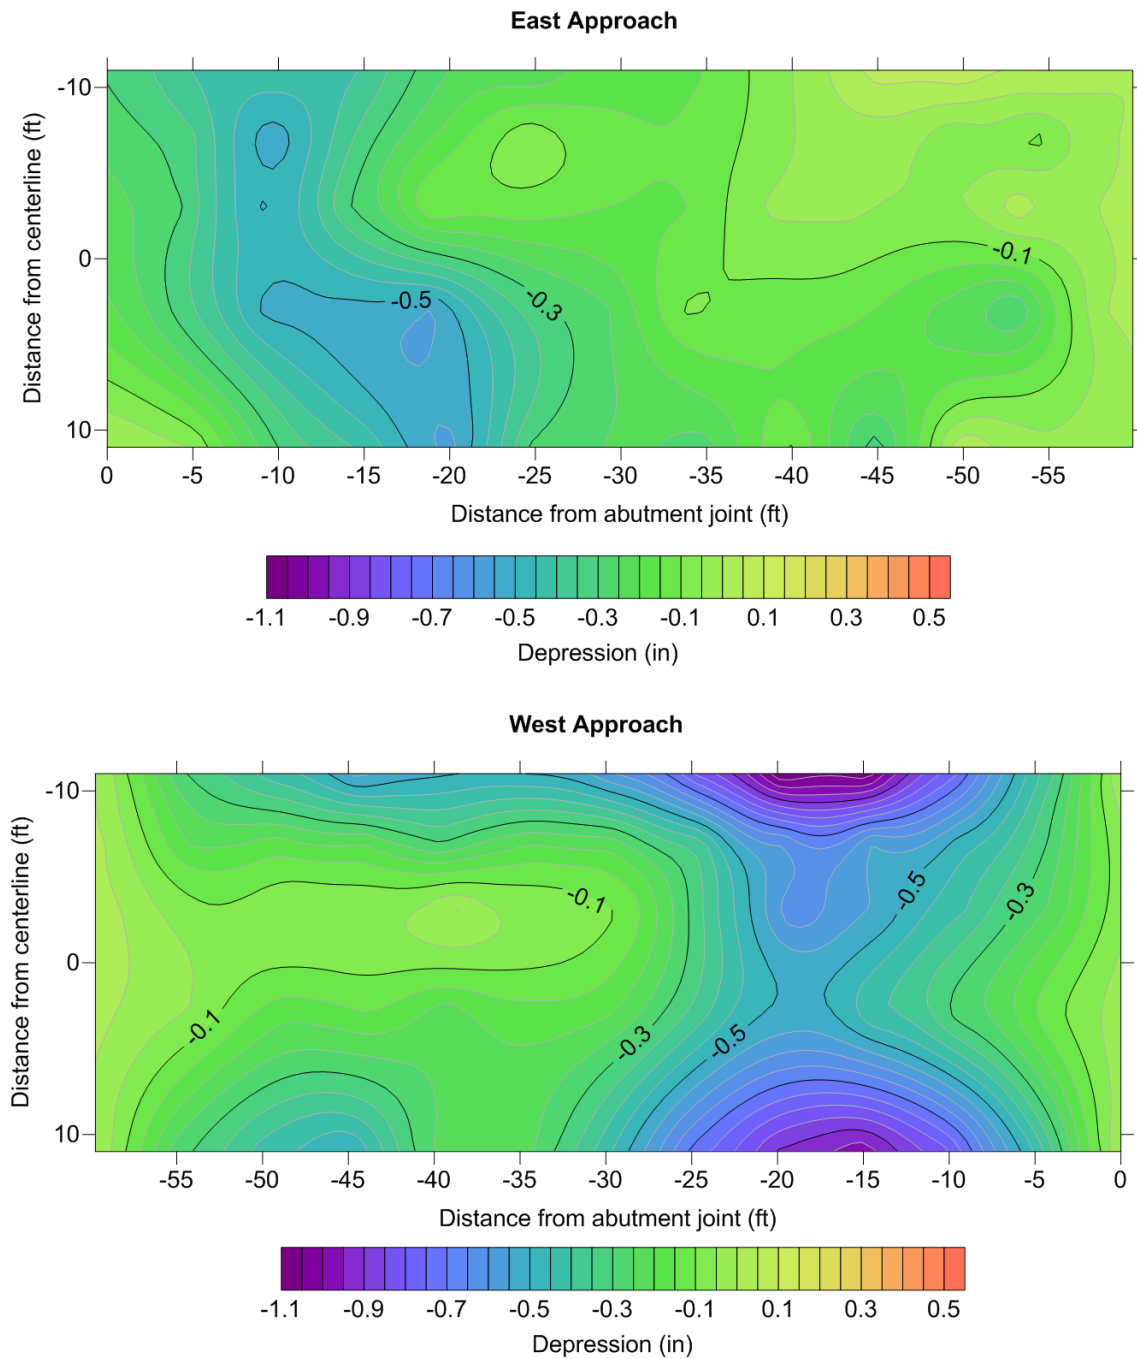 East Approach
-10
0
10
Distance from centerline (ft)
-0.5
-0.3
-0.1
0 -5 -10 -15 -20 -25 -30 -35 -40 -45 -50 -55
Distance from abutment joint (ft)
-1.1 -0.9 -0.7 -0.5 -0.3 -0.1 0.1 0.3 0.5
Depression (in)
West Approach
-10
0
10
Distance from centerline (ft)
-0.1
-0.5
-0.3
-0.1
-0.3
-0.5
-55 -50 -45 -40 -35 -30 -25 -20 -15 -10 -5 0
Distance from abutment joint (ft)
-1.1 -0.9 -0.7 -0.5 -0.3 -0.1 0.1 0.3 0.5
Depression (in)